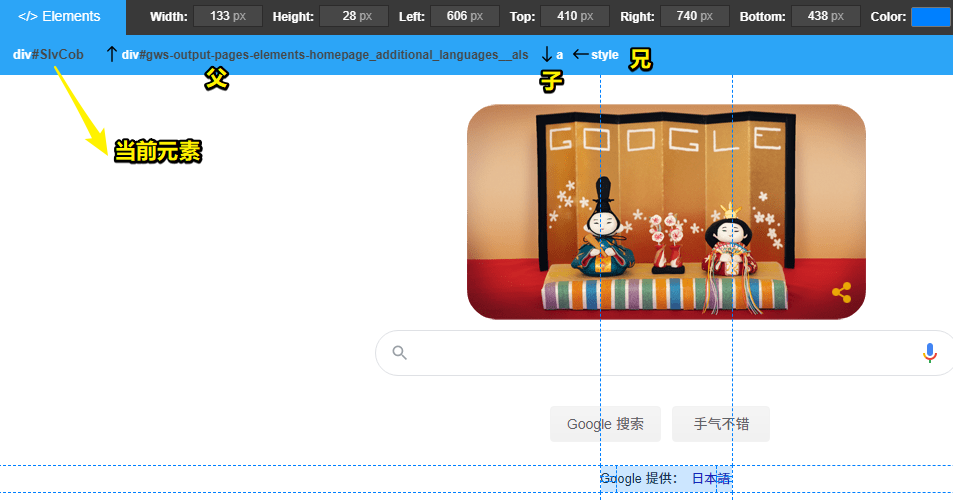 </> Elements Width: 133 px Height: 28 px Left: 606 px Top: 410 px Right: 740 px Bottom: 438 px Color:
div#SIvCob ↑ div#gws-output-pages-elements-homepage_additional_languages__als ↓ a ← style 兄
父 子
当前元素
GOOGLE
Google 搜索 手气不错
Google 提供： 日本語